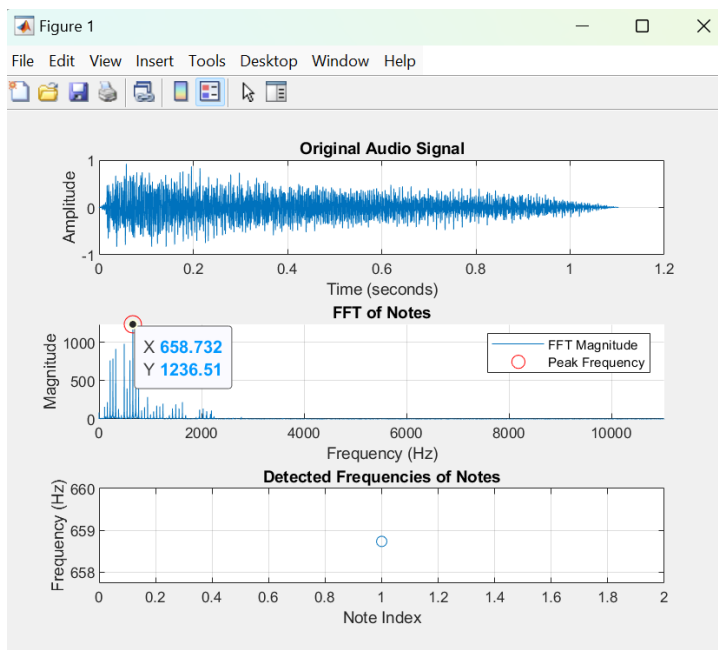 Figure 1
File Edit View Insert Tools Desktop Window Help
Original Audio Signal
Amplitude
1
0
-1
0 0.2 0.4 0.6 0.8 1 1.2
Time (seconds)
FFT of Notes
Magnitude
1000
500
0
X 658.732
Y 1236.51
FFT Magnitude
Peak Frequency
0 2000 4000 6000 8000 10000
Frequency (Hz)
Detected Frequencies of Notes
Frequency (Hz)
660
659
658
0 0.2 0.4 0.6 0.8 1 1.2 1.4 1.6 1.8 2
Note Index